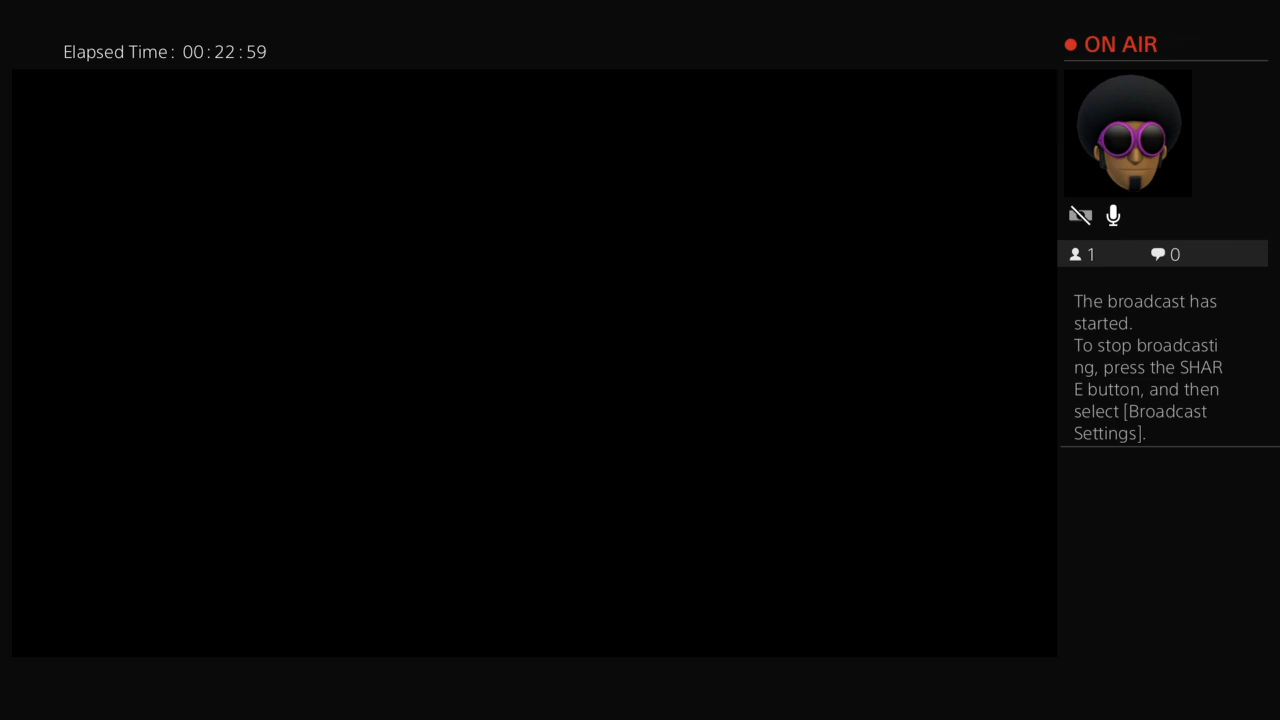 Elapsed Time: 00:22:59
ON AIR
1 0
The broadcast has
started.
To stop broadcasti
ng, press the SHAR
E button, and then
select [Broadcast
Settings].